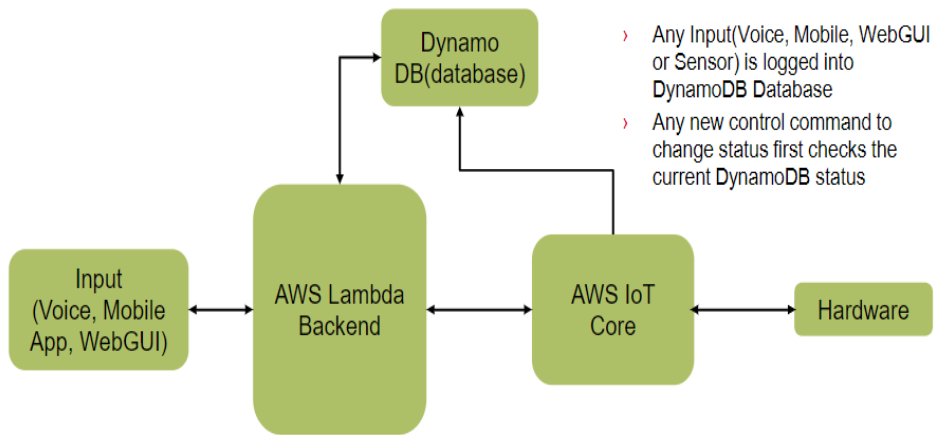 Dynamo
DB(database)
› Any Input(Voice, Mobile, WebGUI
or Sensor) is logged into
DynamoDB Database
› Any new control command to
change status first checks the
current DynamoDB status
Input
(Voice, Mobile
App, WebGUI)
AWS Lambda
Backend
AWS IoT
Core
Hardware